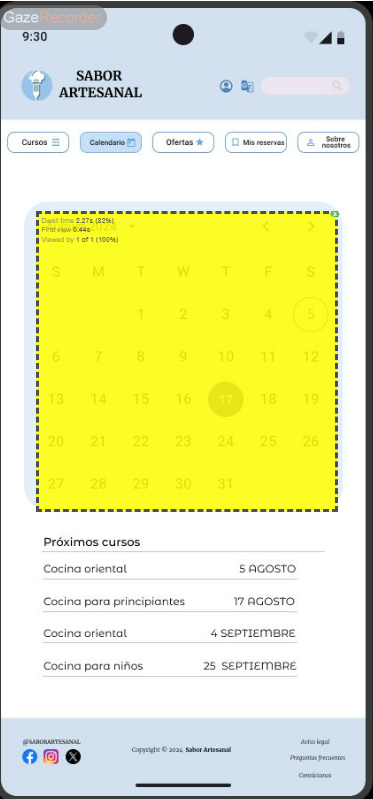 GazeRecorder
9:30
SABOR
ARTESANAL
Cursos
Calendario
Ofertas
Mis reservas
Sobre
nosotros
Dwell time 2.27s (82%)
First view 0.44s
Viewed by 1 of 1 (100%)
2024
S M T W T F S
1 2 3 4 5
6 7 8 9 10 11 12
13 14 15 16 17 18 19
20 21 22 23 24 25 26
27 28 29 30 31
Próximos cursos
Cocina oriental 5 AGOSTO
Cocina para principiantes 17 AGOSTO
Cocina oriental 4 SEPTIEMBRE
Cocina para niños 25 SEPTIEMBRE
@SABORARTESANAL
Copyright © 2024 Sabor Artesanal
Aviso legal
Preguntas frecuentes
Contáctanos